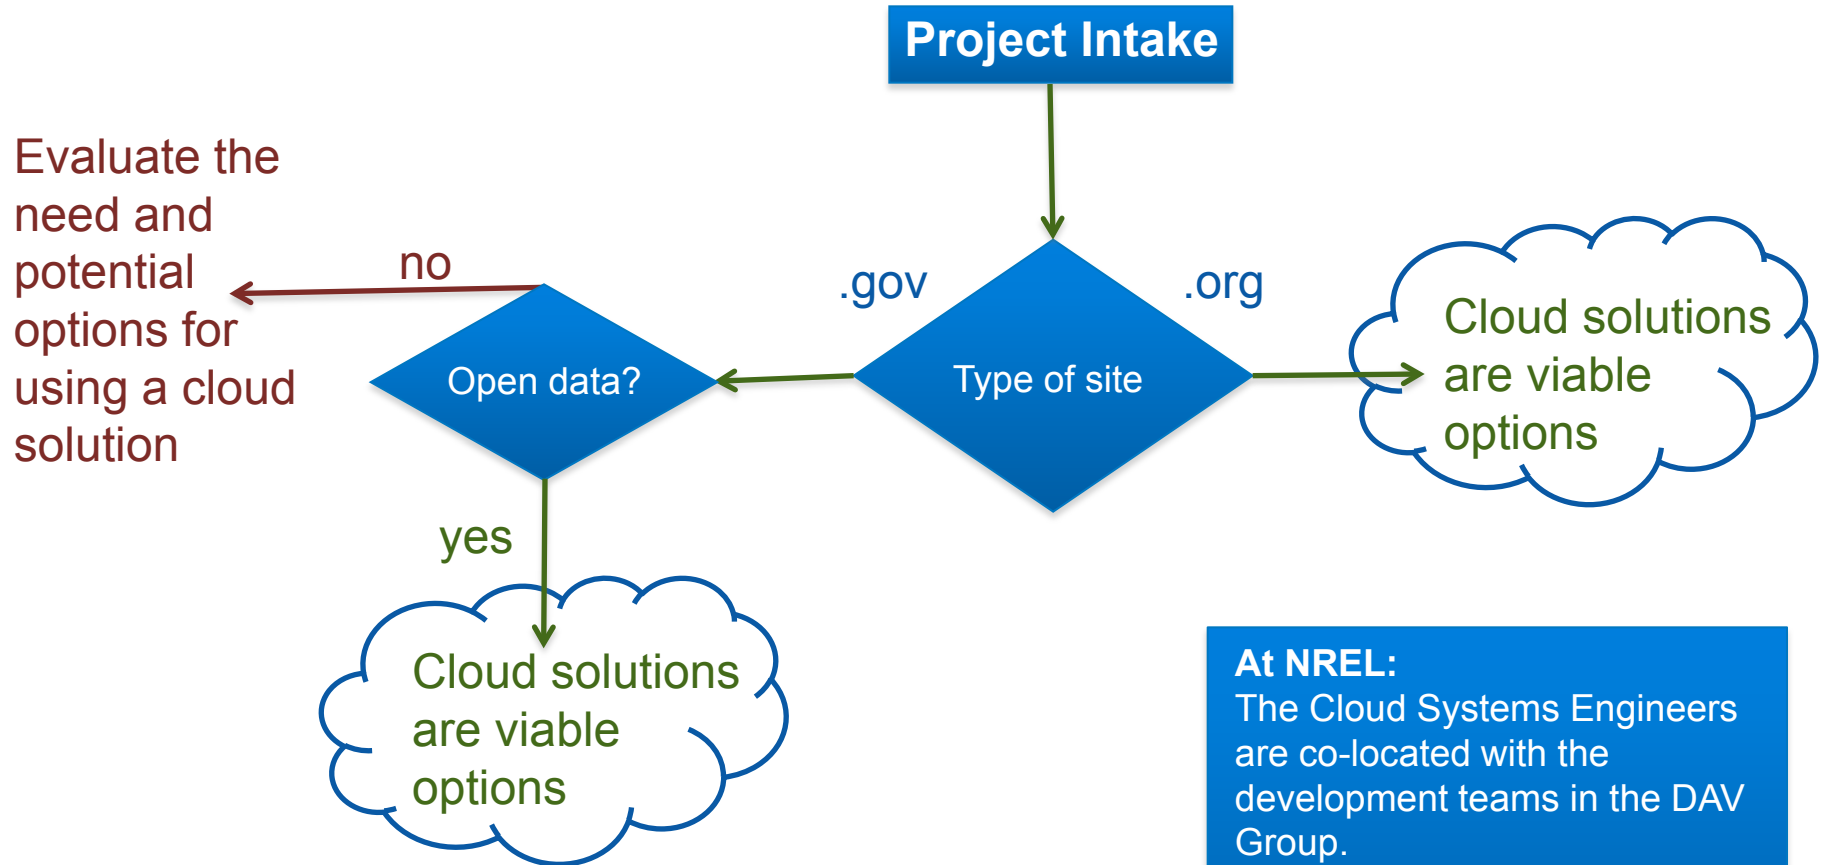 Project Intake
Evaluate the
need and
potential
options for
using a cloud
solution
no
.gov
.org
Open data?
Type of site
Cloud solutions
are viable
options
yes
Cloud solutions
are viable
options
At NREL:
The Cloud Systems Engineers
are co-located with the
development teams in the DAV
Group.